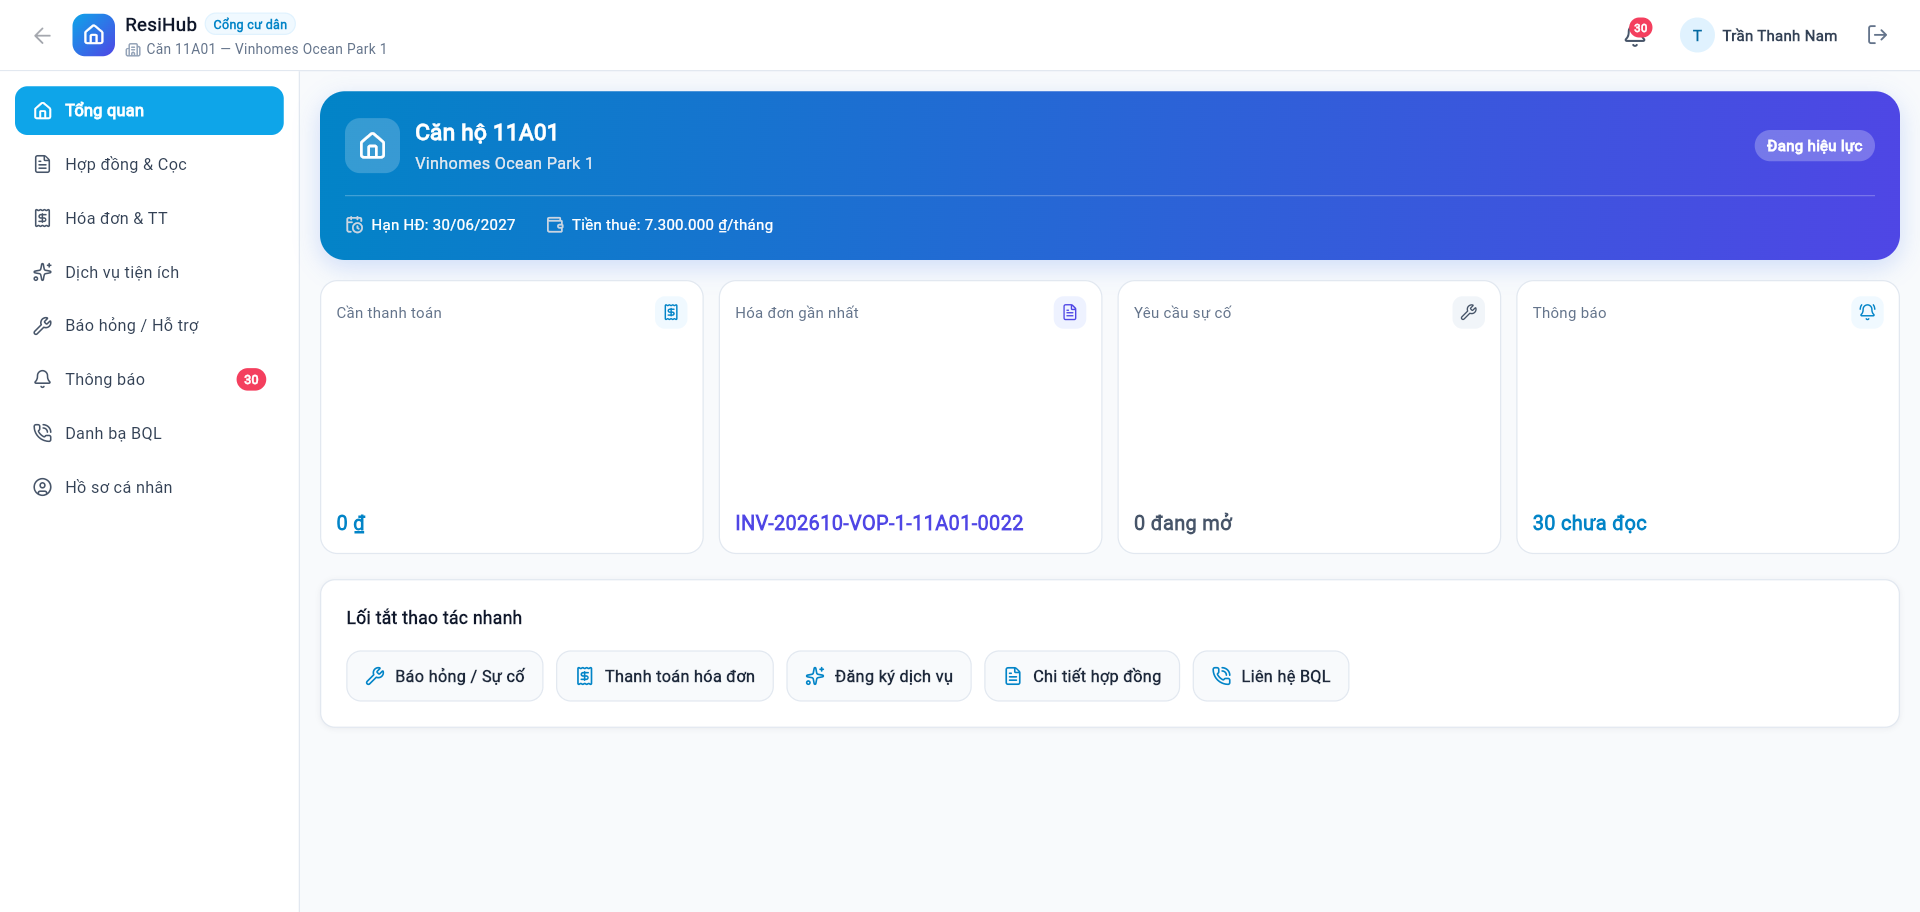 ResiHub Cổng cư dân
Căn 11A01 — Vinhomes Ocean Park 1
30
T Trần Thanh Nam
Tổng quan
Hợp đồng & Cọc
Hóa đơn & TT
Dịch vụ tiện ích
Báo hỏng / Hỗ trợ
Thông báo 30
Danh bạ BQL
Hồ sơ cá nhân
Căn hộ 11A01
Vinhomes Ocean Park 1
Đang hiệu lực
Hạn HĐ: 30/06/2027 Tiền thuê: 7.300.000 ₫/tháng
Cần thanh toán
0 ₫
Hóa đơn gần nhất
INV-202610-VOP-1-11A01-0022
Yêu cầu sự cố
0 đang mở
Thông báo
30 chưa đọc
Lối tắt thao tác nhanh
Báo hỏng / Sự cố
Thanh toán hóa đơn
Đăng ký dịch vụ
Chi tiết hợp đồng
Liên hệ BQL